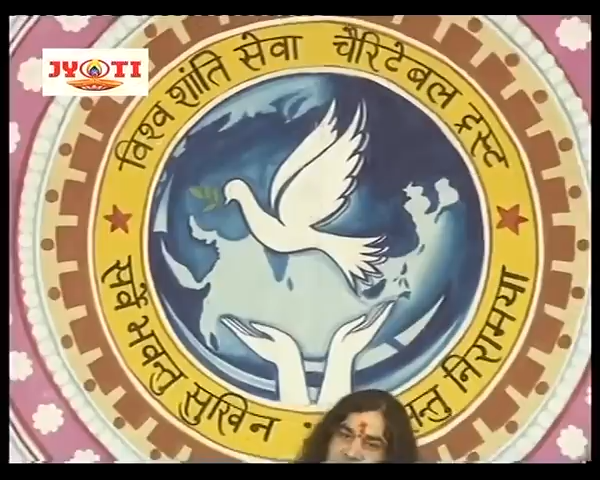 JYOTI
विश्व शांति सेवा चैरिटेबल ट्रस्ट
सर्वे भवन्तु सुखिन
निरामया